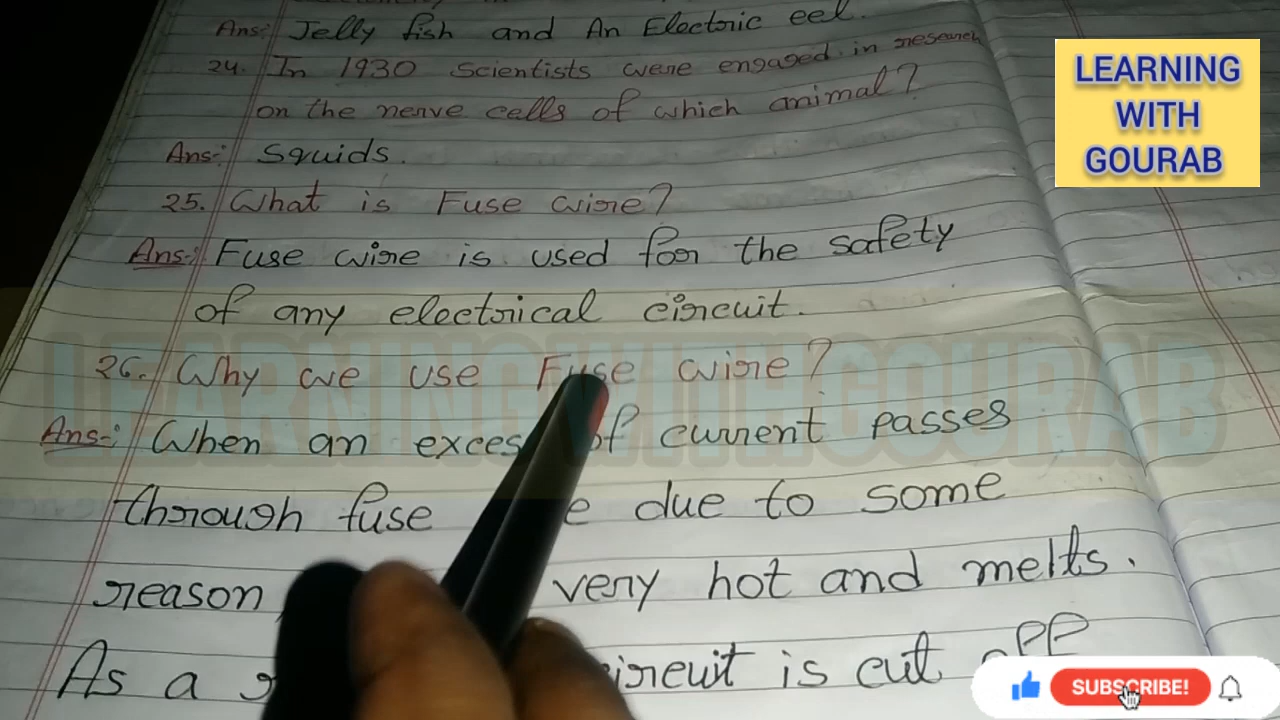 Ans:- Jelly fish and An Electric eel.
24. In 1930 scientists were engaged in research
on the nerve cells of which animal?
Ans:- Squids.
25. What is Fuse wire?
Ans:- Fuse wire is used for the safety
of any electrical circuit.
26. Why we use Fuse wire?
Ans:- When an exces of current passes
through fuse due to some
reason very hot and melts.
As a circuit is cut off
LEARNING
WITH
GOURAB
LEARNING WITH GOURAB
SUBSCRIBE!